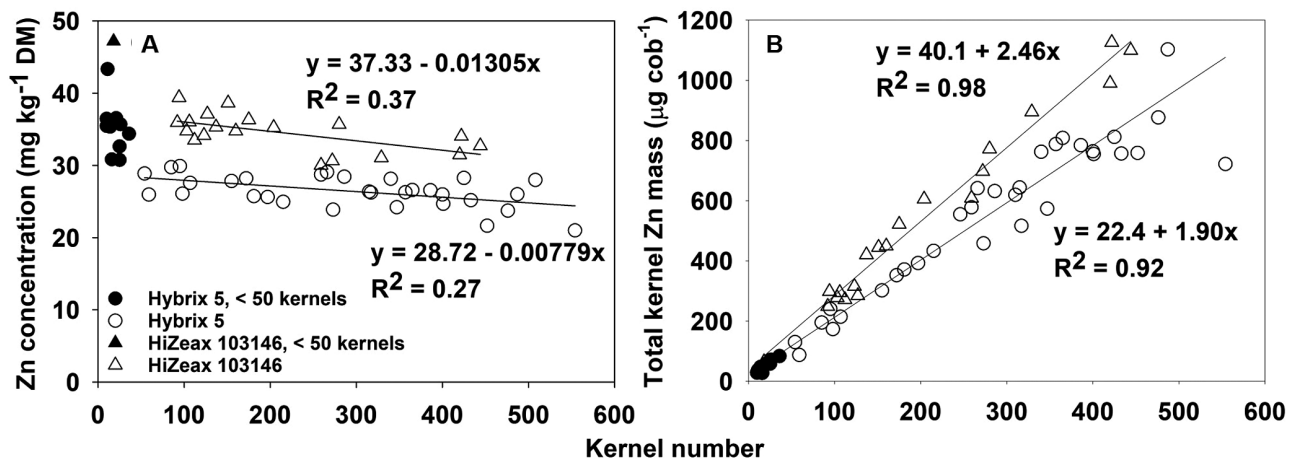 A
Zn concentration (mg kg⁻¹ DM)
50
40
30
20
10
0
y = 37.33 - 0.01305x
R² = 0.37
y = 28.72 - 0.00779x
R² = 0.27
Hybrix 5, < 50 kernels
Hybrix 5
HiZeax 103146, < 50 kernels
HiZeax 103146
0 100 200 300 400 500 600
B
Total kernel Zn mass (µg cob⁻¹)
1200
1000
800
600
400
200
0
y = 40.1 + 2.46x
R² = 0.98
y = 22.4 + 1.90x
R² = 0.92
0 100 200 300 400 500 600
Kernel number